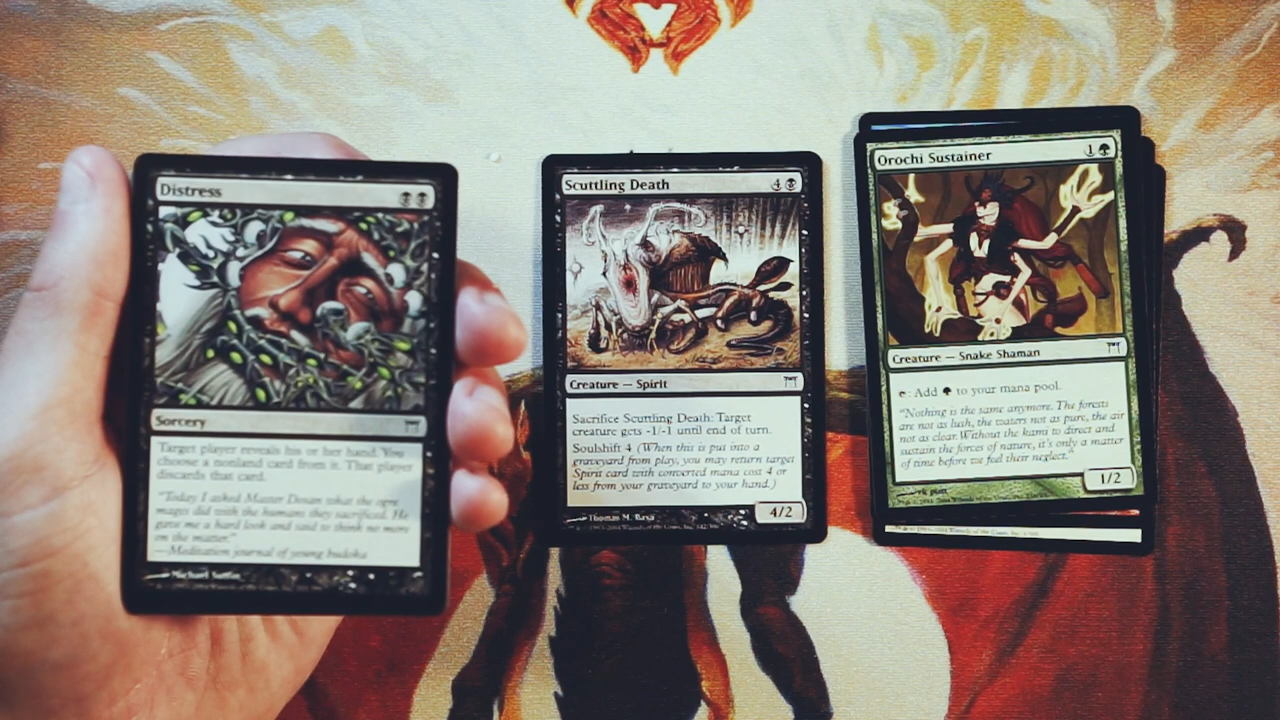 Distress
Sorcery
Target player reveals his or her hand. You
choose a nonland card from it. That player
discards that card.
"Today I asked Master Dosan what the ogre
mages did with the humans they sacrificed. He
gave me a hard look and said to think no more
on the matter."
—Meditation journal of young budoka
Michael Sutfin
Scuttling Death
4
Creature — Spirit
Sacrifice Scuttling Death: Target
creature gets -1/-1 until end of turn.
Soulshift 4 (When this is put into a
graveyard from play, you may return target
Spirit card with converted mana cost 4 or
less from your graveyard to your hand.)
4/2
Thomas M. Baxa
Orochi Sustainer
1
Creature — Snake Shaman
: Add to your mana pool.
"Nothing is the same anymore. The forests
are not as lush, the waters not as pure, the air
not as clear. Without the kami to direct and
sustain the forces of nature, it's only a matter
of time before we feel their neglect."
1/2